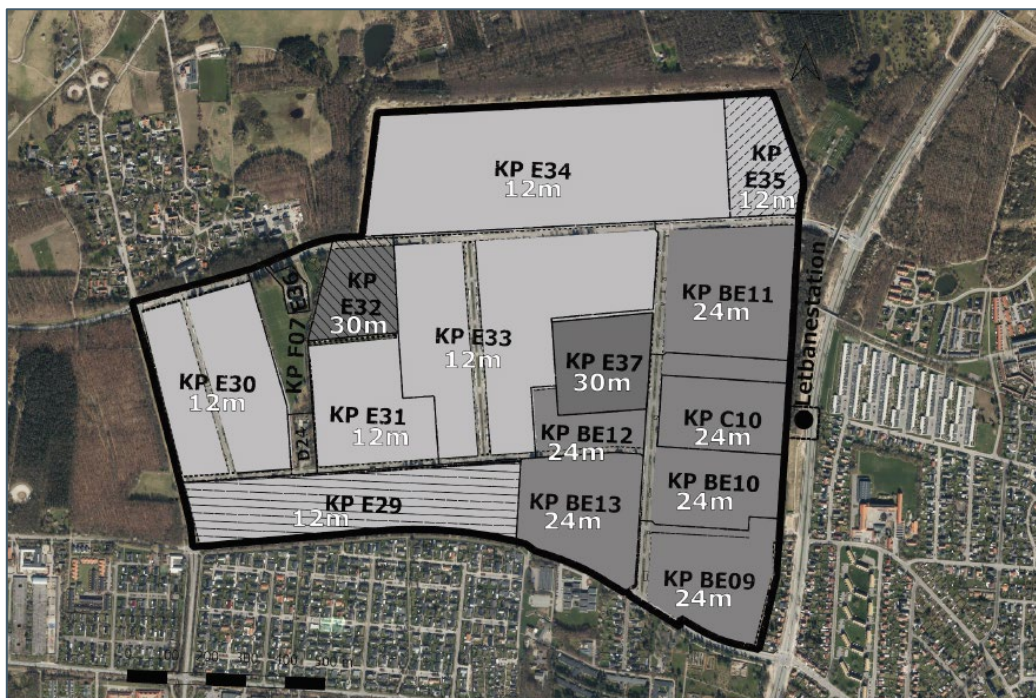 KP E34
12m
KP
E35
12m
Letbanestation
KP
E32
30m
KP F07
E36
KP BE11
24m
KP E33
12m
KP E37
30m
KP E30
12m
KP E31
12m
KP C10
24m
KP BE12
24m
KP BE10
24m
KP E29
12m
KP BE13
24m
KP BE09
24m